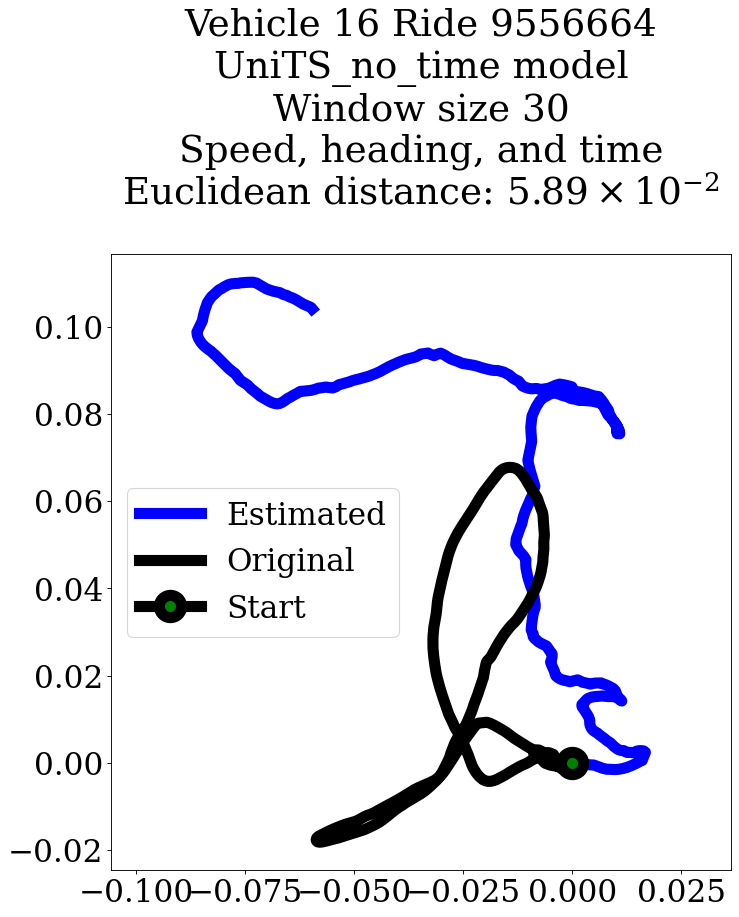 Vehicle 16 Ride 9556664
UniTS_no_time model
Window size 30
Speed, heading, and time
Euclidean distance: 5.89 × 10⁻²
0.10
0.08
0.06
0.04
0.02
0.00
−0.02
Estimated
Original
Start
−0.100 −0.075 −0.050 −0.025 0.000 0.025